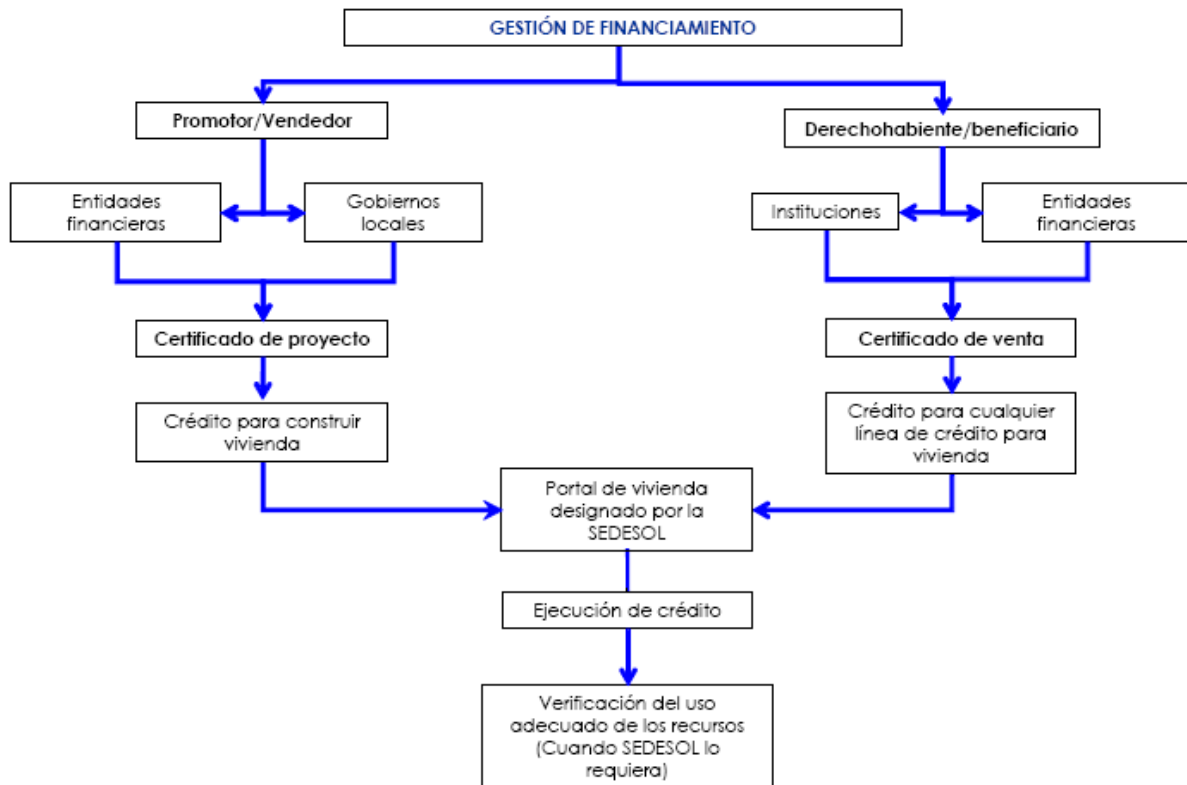 GESTIÓN DE FINANCIAMIENTO
Promotor/Vendedor
Derechohabiente/beneficiario
Entidades
financieras
Gobiernos
locales
Instituciones
Entidades
financieras
Certificado de proyecto
Certificado de venta
Crédito para construir
vivienda
Crédito para cualquier
línea de crédito para
vivienda
Portal de vivienda
designado por la
SEDESOL
Ejecución de crédito
Verificación del uso
adecuado de los recursos
(Cuando SEDESOL lo
requiera)